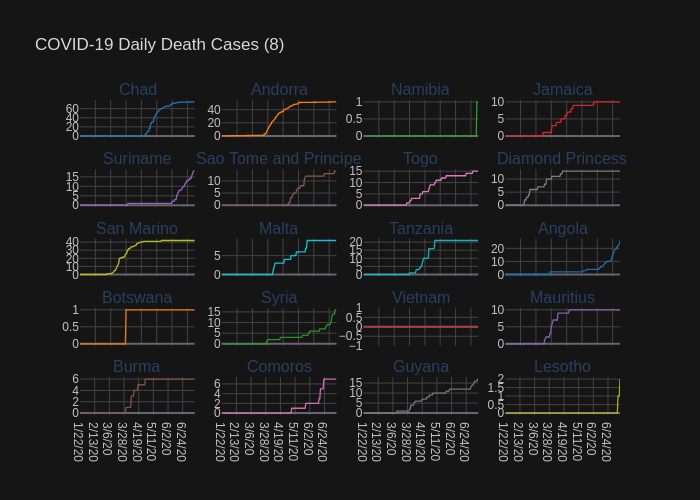 COVID-19 Daily Death Cases (8)
Chad Andorra Namibia Jamaica
60 40 20 0
40 20 0
1 0.5 0
10 5 0
Suriname Sao Tome and Principe Togo Diamond Princess
15 10 5 0
10 5 0
15 10 5 0
10 5 0
San Marino Malta Tanzania Angola
40 30 20 10 0
5 0
20 15 10 5 0
20 10 0
Botswana Syria Vietnam Mauritius
1 0.5 0
15 10 5 0
1 0.5 0 −0.5 −1
10 5 0
Burma Comoros Guyana Lesotho
6 4 2 0
6 4 2 0
15 10 5 0
2 1.5 1 0.5 0
1/22/20 2/13/20 3/6/20 3/28/20 4/19/20 5/11/20 6/2/20 6/24/20
1/22/20 2/13/20 3/6/20 3/28/20 4/19/20 5/11/20 6/2/20 6/24/20
1/22/20 2/13/20 3/6/20 3/28/20 4/19/20 5/11/20 6/2/20 6/24/20
1/22/20 2/13/20 3/6/20 3/28/20 4/19/20 5/11/20 6/2/20 6/24/20